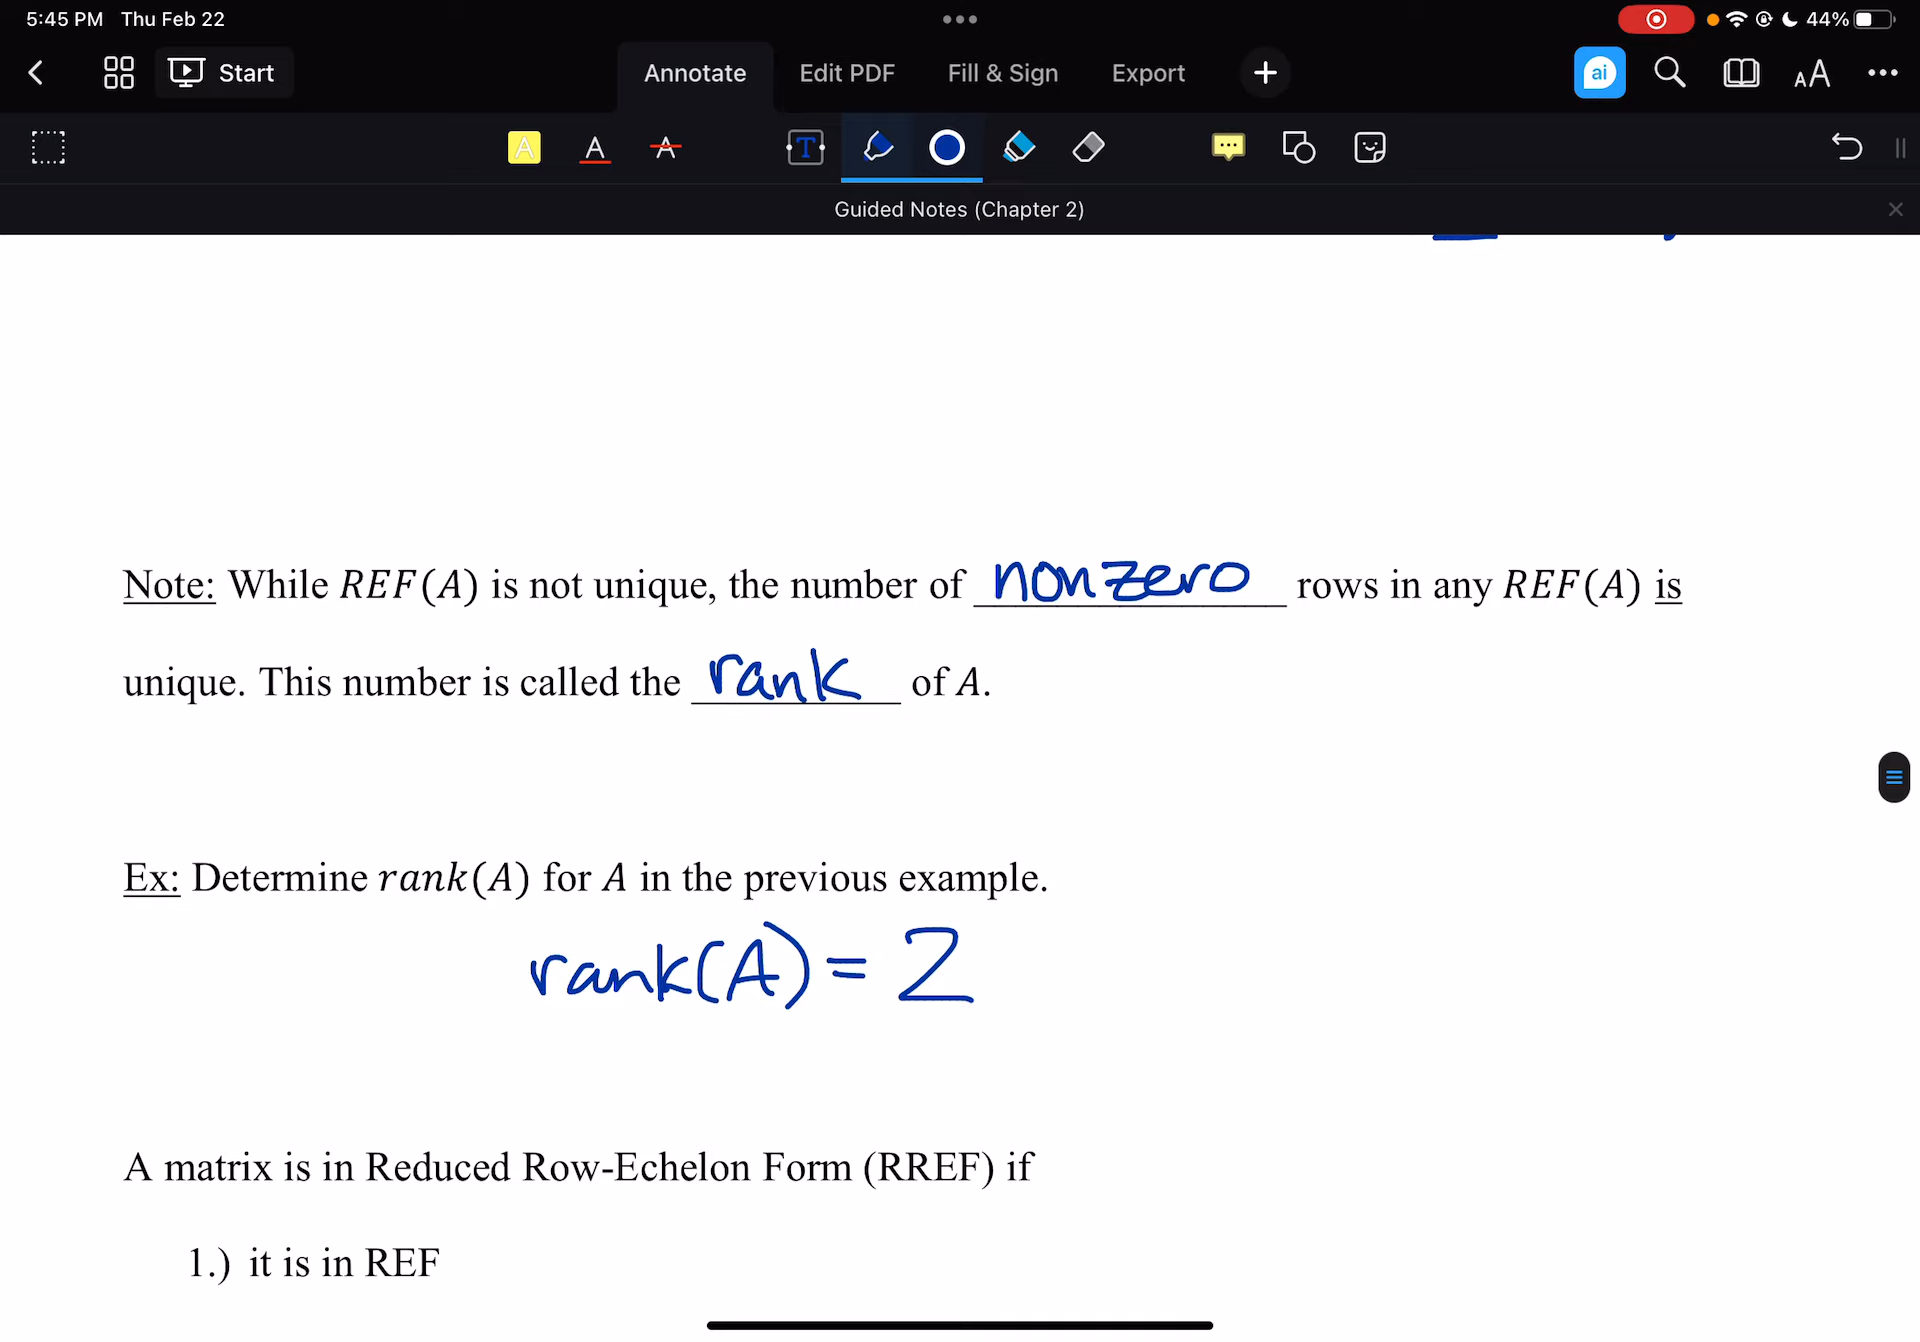 5:45 PM Thu Feb 22
44%
Start
Annotate
Edit PDF
Fill & Sign
Export
ai
AA
A
A
A
T
Guided Notes (Chapter 2)
Note: While REF(A) is not unique, the number of nonzero rows in any REF(A) is
unique. This number is called the rank of A.
Ex: Determine rank(A) for A in the previous example.
rank(A) = 2
A matrix is in Reduced Row-Echelon Form (RREF) if
1.) it is in REF